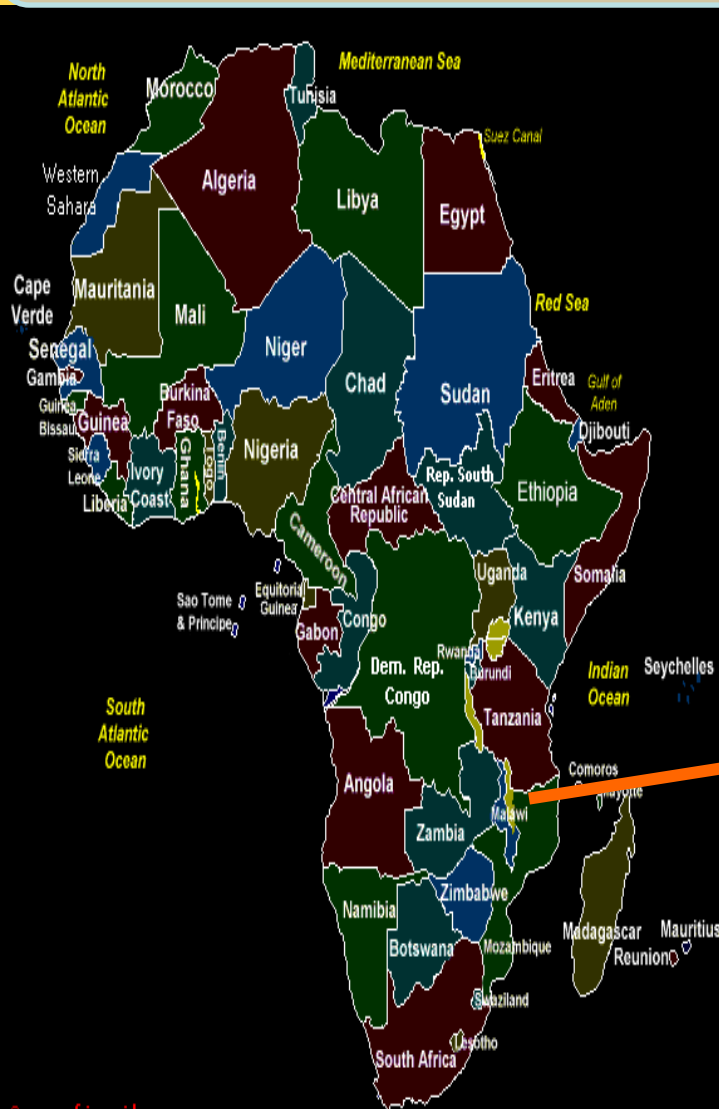 North
Atlantic
Ocean
Mediterranean Sea
Morocco
Tunisia
Suez Canal
Western
Sahara
Algeria
Libya
Egypt
Cape
Verde
Mauritania
Mali
Niger
Chad
Sudan
Red Sea
Senegal
Gambia
Guinea
Bissau
Guinea
Burkina
Faso
Eritrea
Gulf of
Aden
Djibouti
Sierra
Leone
Liberia
Ivory
Coast
Ghana
Togo
Benin
Nigeria
Cameroon
Central African
Republic
Rep. South
Sudan
Ethiopia
Somalia
Sao Tome
& Principe
Equitorial
Guinea
Gabon
Congo
Uganda
Kenya
Rwanda
Burundi
Dem. Rep.
Congo
Tanzania
Indian
Ocean
Seychelles
South
Atlantic
Ocean
Angola
Zambia
Malawi
Comoros
Mayotte
Namibia
Zimbabwe
Botswana
Mozambique
Madagascar
Mauritius
Reunion
Swaziland
Lesotho
South Africa